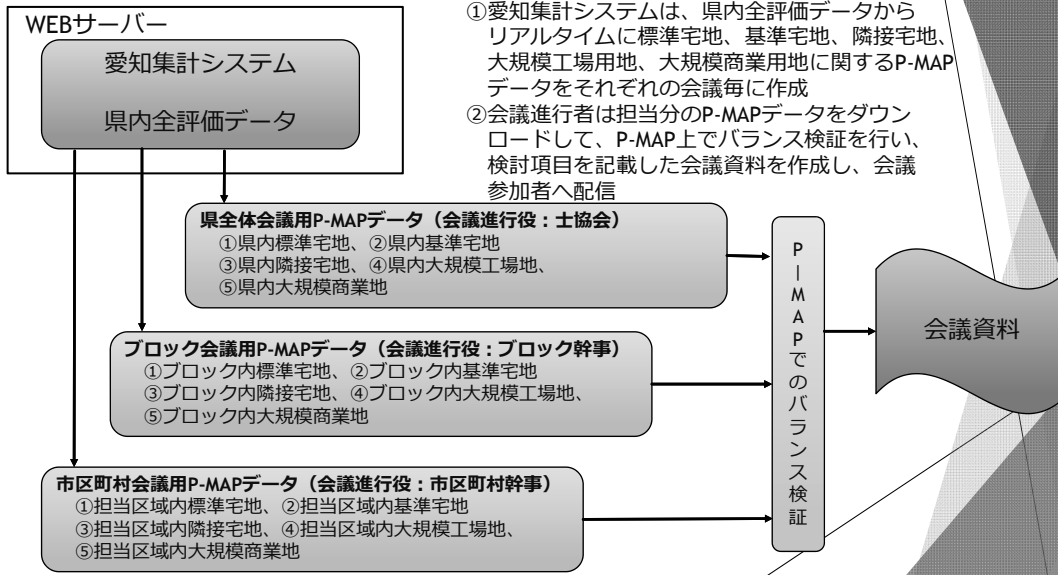 WEBサーバー
愛知集計システム
県内全評価データ
①愛知集計システムは、県内全評価データから
リアルタイムに標準宅地、基準宅地、隣接宅地、
大規模工場用地、大規模商業用地に関するP-MAP
データをそれぞれの会議毎に作成
②会議進行者は担当分のP-MAPデータをダウン
ロードして、P-MAP上でバランス検証を行い、
検討項目を記載した会議資料を作成し、会議
参加者へ配信
県全体会議用P-MAPデータ（会議進行役：士協会）
①県内標準宅地、②県内基準宅地
③県内隣接宅地、④県内大規模工場地、
⑤県内大規模商業地
ブロック会議用P-MAPデータ（会議進行役：ブロック幹事）
①ブロック内標準宅地、②ブロック内基準宅地
③ブロック内隣接宅地、④ブロック内大規模工場地、
⑤ブロック内大規模商業地
市区町村会議用P-MAPデータ（会議進行役：市区町村幹事）
①担当区域内標準宅地、②担当区域内基準宅地
③担当区域内隣接宅地、④担当区域内大規模工場地、
⑤担当区域内大規模商業地
P－MAPでのバランス検証
会議資料